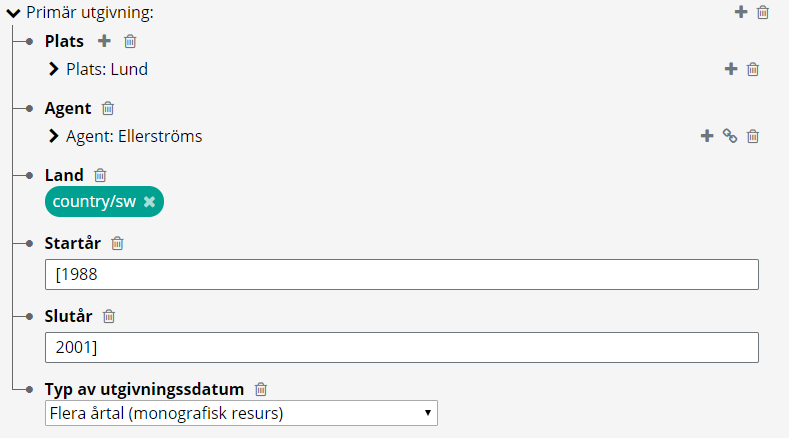 Primär utgivning:
Plats
Plats: Lund
Agent
Agent: Ellerströms
Land
country/sw
Startår
[1988
Slutår
2001]
Typ av utgivningssdatum
Flera årtal (monografisk resurs)